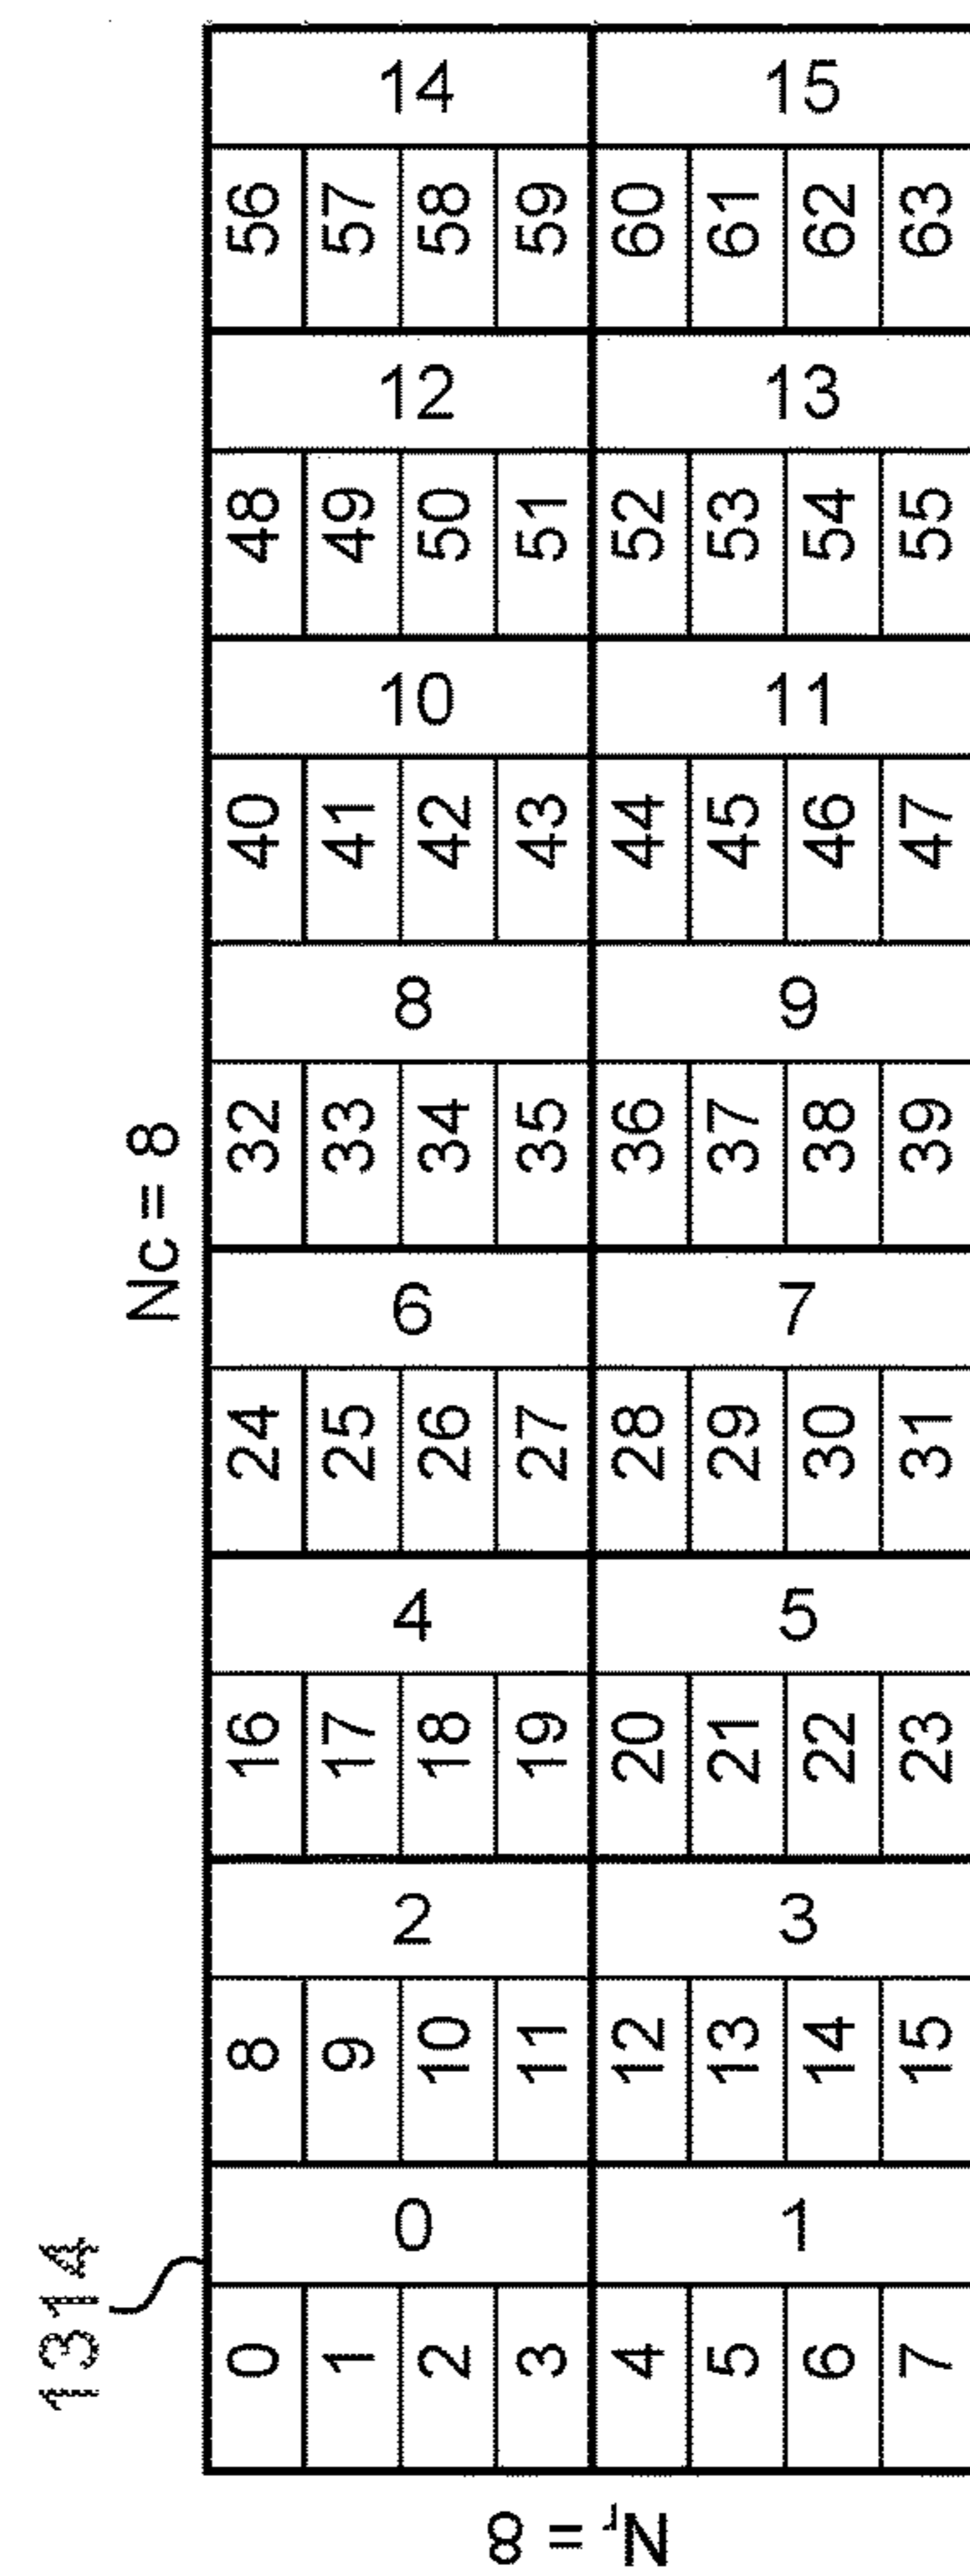 1314
Nc = 8
Nr = 8
0 8 16 24 32 40 48 56
1 9 17 25 33 41 49 57
0 2 4 6 8 10 12 14
2 10 18 26 34 42 50 58
3 11 19 27 35 43 51 59
4 12 20 28 36 44 52 60
5 13 21 29 37 45 53 61
1 3 5 7 9 11 13 15
6 14 22 30 38 46 54 62
7 15 23 31 39 47 55 63